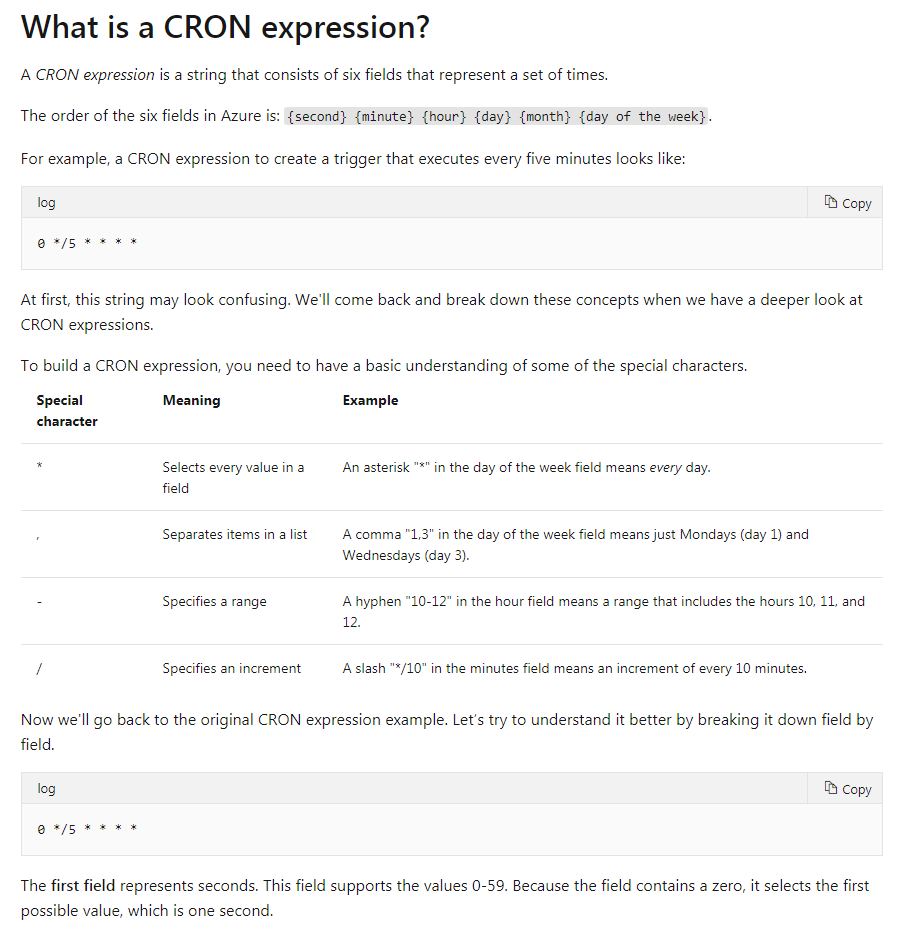 What is a CRON expression?
A CRON expression is a string that consists of six fields that represent a set of times.
The order of the six fields in Azure is: {second} {minute} {hour} {day} {month} {day of the week}.
For example, a CRON expression to create a trigger that executes every five minutes looks like:
log
Copy
0 */5 * * * *
At first, this string may look confusing. We'll come back and break down these concepts when we have a deeper look at
CRON expressions.
To build a CRON expression, you need to have a basic understanding of some of the special characters.
Special
character
Meaning
Example
*
Selects every value in a
field
An asterisk "*" in the day of the week field means every day.
,
Separates items in a list
A comma "1,3" in the day of the week field means just Mondays (day 1) and
Wednesdays (day 3).
-
Specifies a range
A hyphen "10-12" in the hour field means a range that includes the hours 10, 11, and
12.
/
Specifies an increment
A slash "*/10" in the minutes field means an increment of every 10 minutes.
Now we'll go back to the original CRON expression example. Let's try to understand it better by breaking it down field by
field.
log
Copy
0 */5 * * * *
The first field represents seconds. This field supports the values 0-59. Because the field contains a zero, it selects the first
possible value, which is one second.